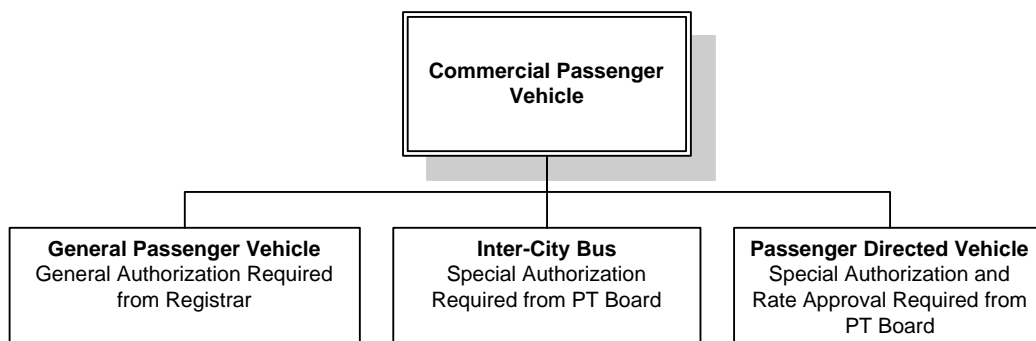 Commercial Passenger
Vehicle
General Passenger Vehicle
General Authorization Required
from Registrar
Inter-City Bus
Special Authorization
Required from PT Board
Passenger Directed Vehicle
Special Authorization and
Rate Approval Required from
PT Board